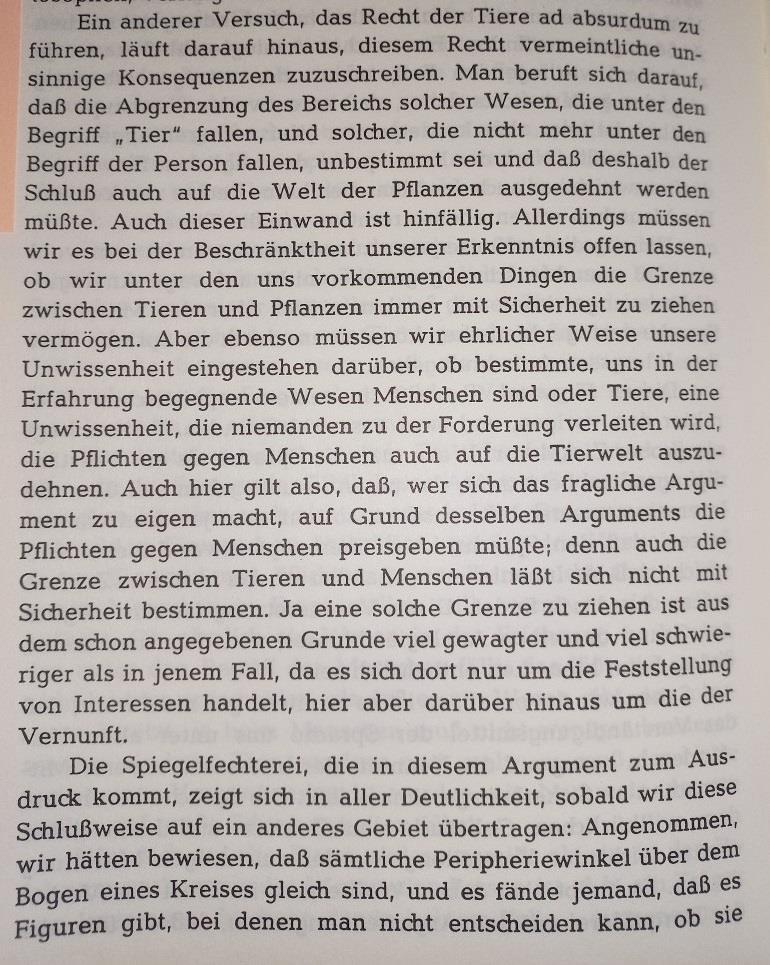 Ein anderer Versuch, das Recht der Tiere ad absurdum zu
führen, läuft darauf hinaus, diesem Recht vermeintliche un-
sinnige Konsequenzen zuzuschreiben. Man beruft sich darauf,
daß die Abgrenzung des Bereichs solcher Wesen, die unter den
Begriff „Tier“ fallen, und solcher, die nicht mehr unter den
Begriff der Person fallen, unbestimmt sei und daß deshalb der
Schluß auch auf die Welt der Pflanzen ausgedehnt werden
müßte. Auch dieser Einwand ist hinfällig. Allerdings müssen
wir es bei der Beschränktheit unserer Erkenntnis offen lassen,
ob wir unter den uns vorkommenden Dingen die Grenze
zwischen Tieren und Pflanzen immer mit Sicherheit zu ziehen
vermögen. Aber ebenso müssen wir ehrlicher Weise unsere
Unwissenheit eingestehen darüber, ob bestimmte, uns in der
Erfahrung begegnende Wesen Menschen sind oder Tiere, eine
Unwissenheit, die niemanden zu der Forderung verleiten wird,
die Pflichten gegen Menschen auch auf die Tierwelt auszu-
dehnen. Auch hier gilt also, daß, wer sich das fragliche Argu-
ment zu eigen macht, auf Grund desselben Arguments die
Pflichten gegen Menschen preisgeben müßte; denn auch die
Grenze zwischen Tieren und Menschen läßt sich nicht mit
Sicherheit bestimmen. Ja eine solche Grenze zu ziehen ist aus
dem schon angegebenen Grunde viel gewagter und viel schwie-
riger als in jenem Fall, da es sich dort nur um die Feststellung
von Interessen handelt, hier aber darüber hinaus um die der
Vernunft.
Die Spiegelfechterei, die in diesem Argument zum Aus-
druck kommt, zeigt sich in aller Deutlichkeit, sobald wir diese
Schlußweise auf ein anderes Gebiet übertragen: Angenommen,
wir hätten bewiesen, daß sämtliche Peripheriewinkel über dem
Bogen eines Kreises gleich sind, und es fände jemand, daß es
Figuren gibt, bei denen man nicht entscheiden kann, ob sie